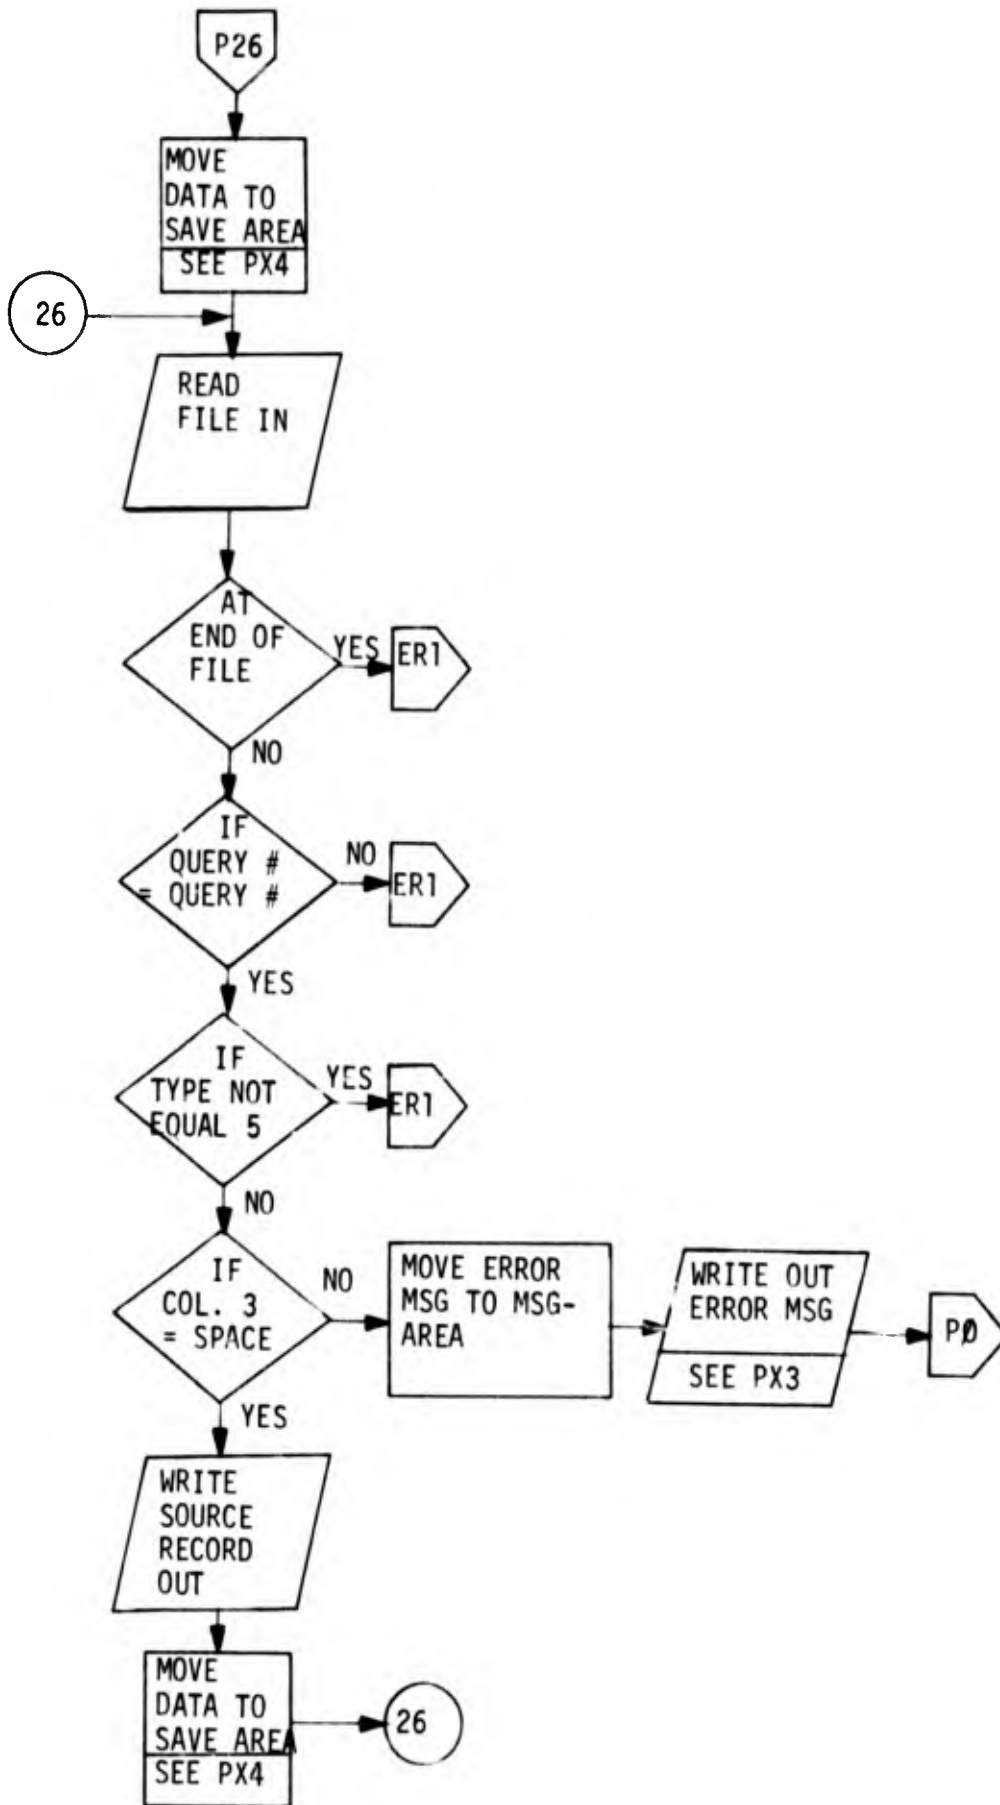 P26
MOVE
DATA TO
SAVE AREA
SEE PX4
26
READ
FILE IN
AT
END OF
FILE
YES
ER1
NO
IF
QUERY #
= QUERY #
NO
ER1
YES
IF
TYPE NOT
EQUAL 5
YES
ER1
NO
IF
COL. 3
= SPACE
NO
MOVE ERROR
MSG TO MSG-
AREA
WRITE OUT
ERROR MSG
SEE PX3
PØ
YES
WRITE
SOURCE
RECORD
OUT
MOVE
DATA TO
SAVE AREA
SEE PX4
26